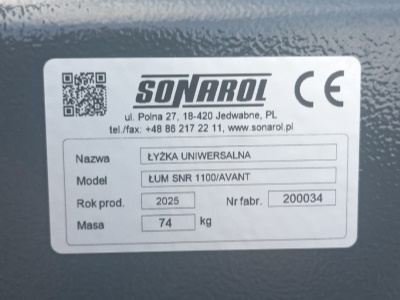 SONAROL CE
ul. Polna 27, 18-420 Jedwabne, PL
tel./fax: +48 86 217 22 11, www.sonarol.pl
Nazwa ŁYŻKA UNIWERSALNA
Model ŁUM SNR 1100/AVANT
Rok prod. 2025 Nr fabr. 200034
Masa 74 kg